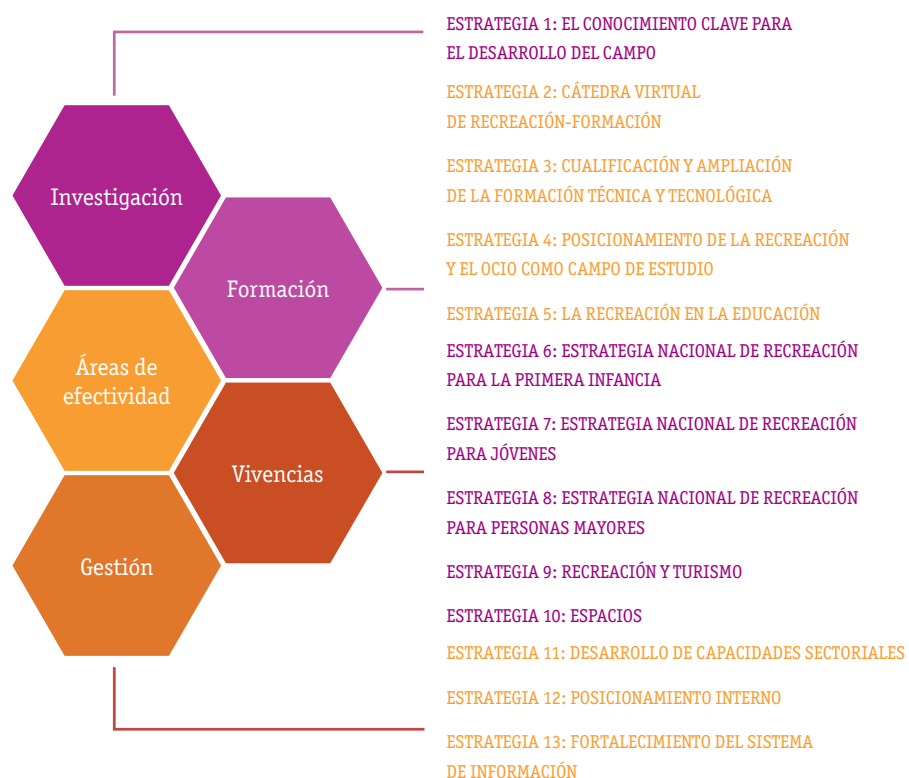 Investigación
Formación
Áreas de
efectividad
Vivencias
Gestión
ESTRATEGIA 1: EL CONOCIMIENTO CLAVE PARA
EL DESARROLLO DEL CAMPO
ESTRATEGIA 2: CÁTEDRA VIRTUAL
DE RECREACIÓN-FORMACIÓN
ESTRATEGIA 3: CUALIFICACIÓN Y AMPLIACIÓN
DE LA FORMACIÓN TÉCNICA Y TECNOLÓGICA
ESTRATEGIA 4: POSICIONAMIENTO DE LA RECREACIÓN
Y EL OCIO COMO CAMPO DE ESTUDIO
ESTRATEGIA 5: LA RECREACIÓN EN LA EDUCACIÓN
ESTRATEGIA 6: ESTRATEGIA NACIONAL DE RECREACIÓN
PARA LA PRIMERA INFANCIA
ESTRATEGIA 7: ESTRATEGIA NACIONAL DE RECREACIÓN
PARA JÓVENES
ESTRATEGIA 8: ESTRATEGIA NACIONAL DE RECREACIÓN
PARA PERSONAS MAYORES
ESTRATEGIA 9: RECREACIÓN Y TURISMO
ESTRATEGIA 10: ESPACIOS
ESTRATEGIA 11: DESARROLLO DE CAPACIDADES SECTORIALES
ESTRATEGIA 12: POSICIONAMIENTO INTERNO
ESTRATEGIA 13: FORTALECIMIENTO DEL SISTEMA
DE INFORMACIÓN